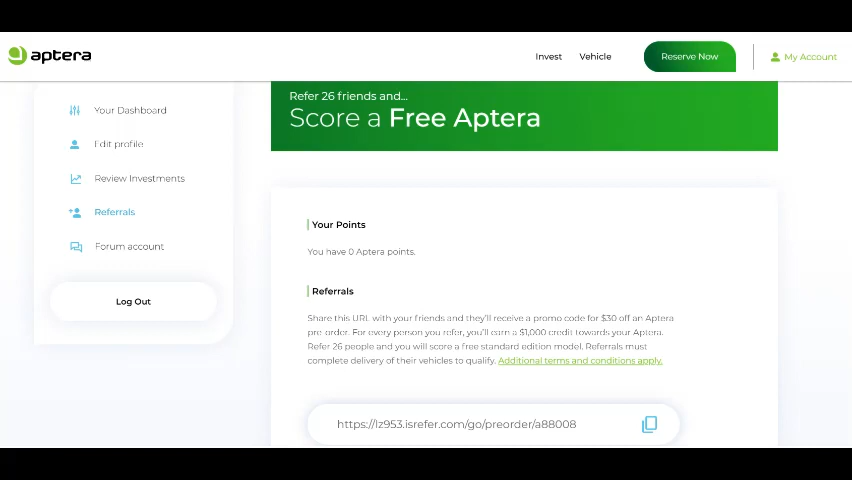 aptera
Invest
Vehicle
Reserve Now
My Account
Your Dashboard
Edit profile
Review Investments
Referrals
Forum account
Log Out
Refer 26 friends and...
Score a Free Aptera
Your Points
You have 0 Aptera points.
Referrals
Share this URL with your friends and they'll receive a promo code for $30 off an Aptera
pre-order. For every person you refer, you'll earn a $1,000 credit towards your Aptera.
Refer 26 people and you will score a free standard edition model. Referrals must
complete delivery of their vehicles to qualify. Additional terms and conditions apply.
https://lz953.isrefer.com/go/preorder/a88008